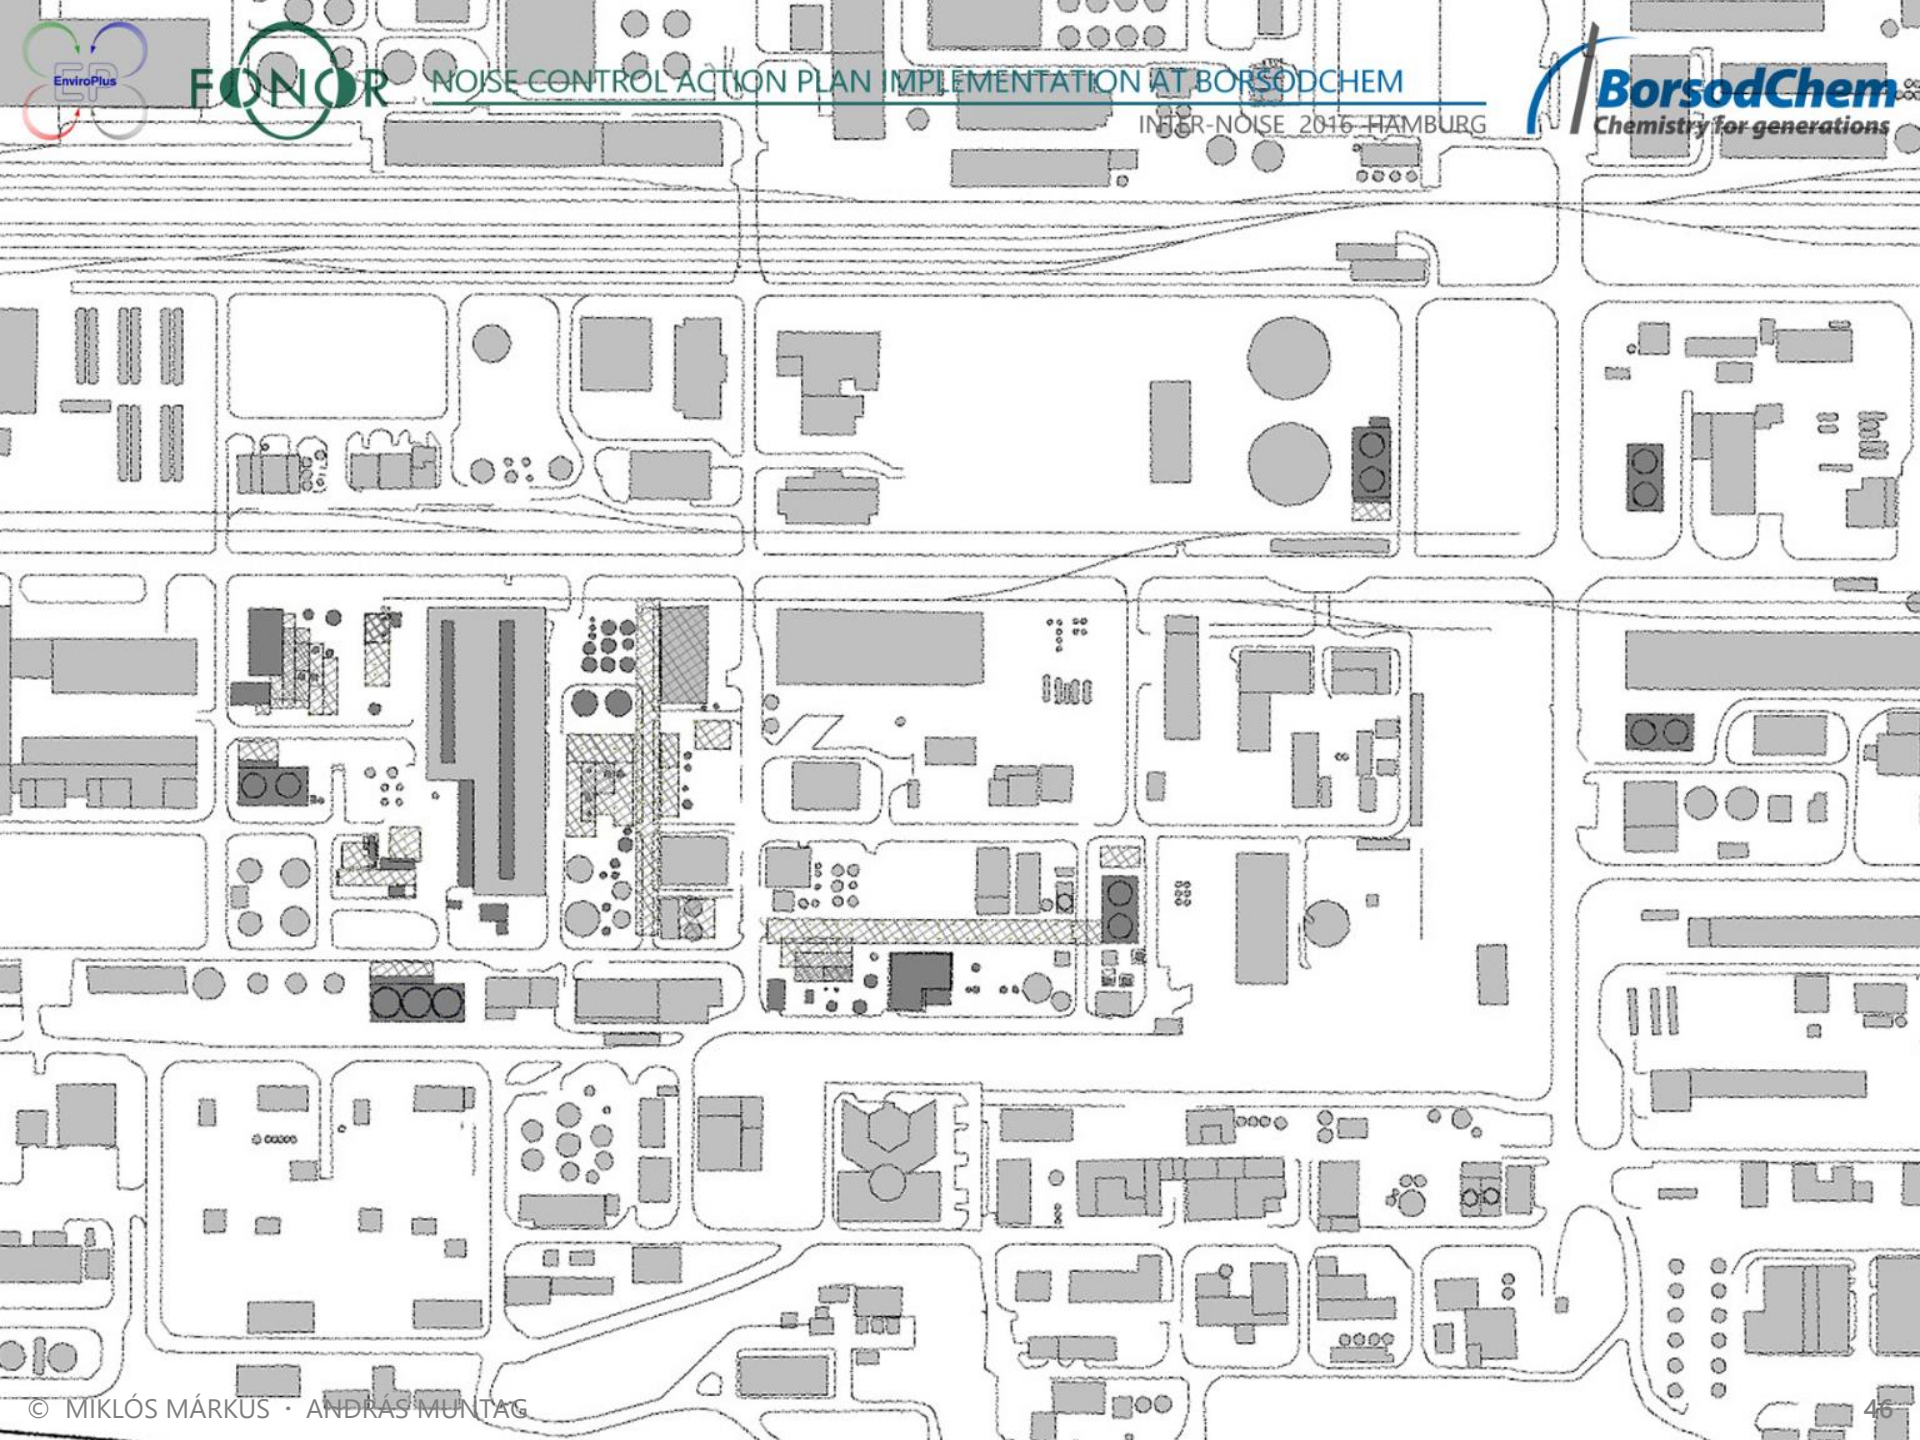 EnviroPlus
EP
FONOR
NOISE CONTROL ACTION PLAN IMPLEMENTATION AT BORSODCHEM
INTER-NOISE 2016 HAMBURG
BorsodChem
Chemistry for generations
© MIKLÓS MÁRKUS · ANDRÁS MUNTAG
46